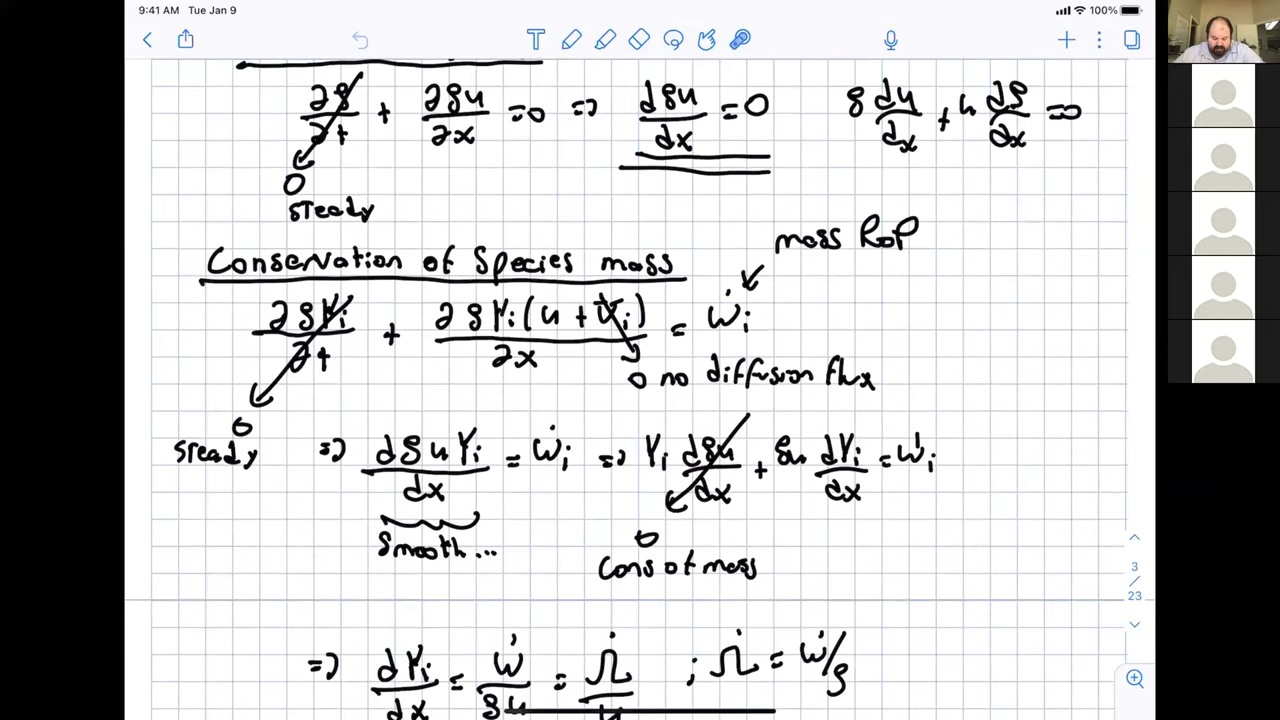 9:41 AM Tue Jan 9
100%
∂ρ/∂t + ∂ρu/∂x = 0 ⇒ dρu/dx = 0 ρ du/dx + u dρ/dx = 0
0
steady
mass RoP
Conservation of Species mass
∂ρYi/∂t + ∂ρYi(u + Vi)/∂x = ẇi
0 no diffusion flux
0
steady ⇒ dρuYi/dx = ẇi ⇒ Yi dρu/dx + ρu dYi/dx = ẇi
Smooth...
0
Cons of mass
3
/
23
⇒ dYi/dx = ẇ/ρu = Ω̇/u ; Ω̇ = ẇ/ρ